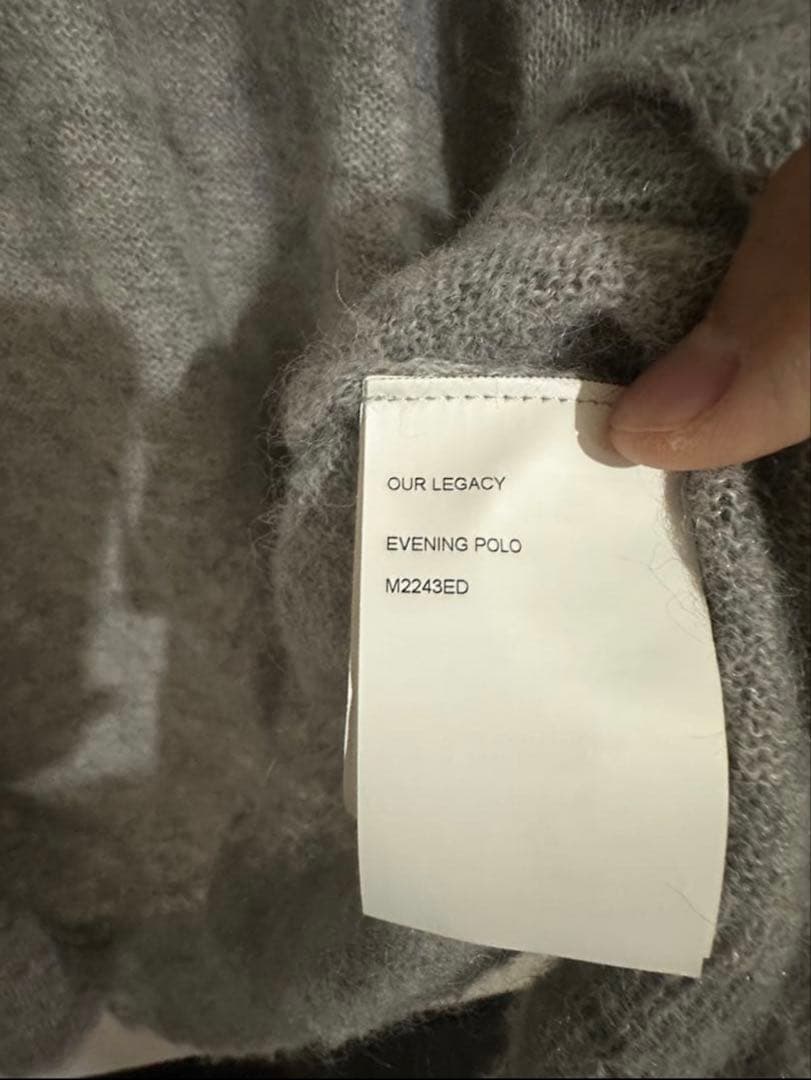 OUR LEGACY
EVENING POLO
M2243ED